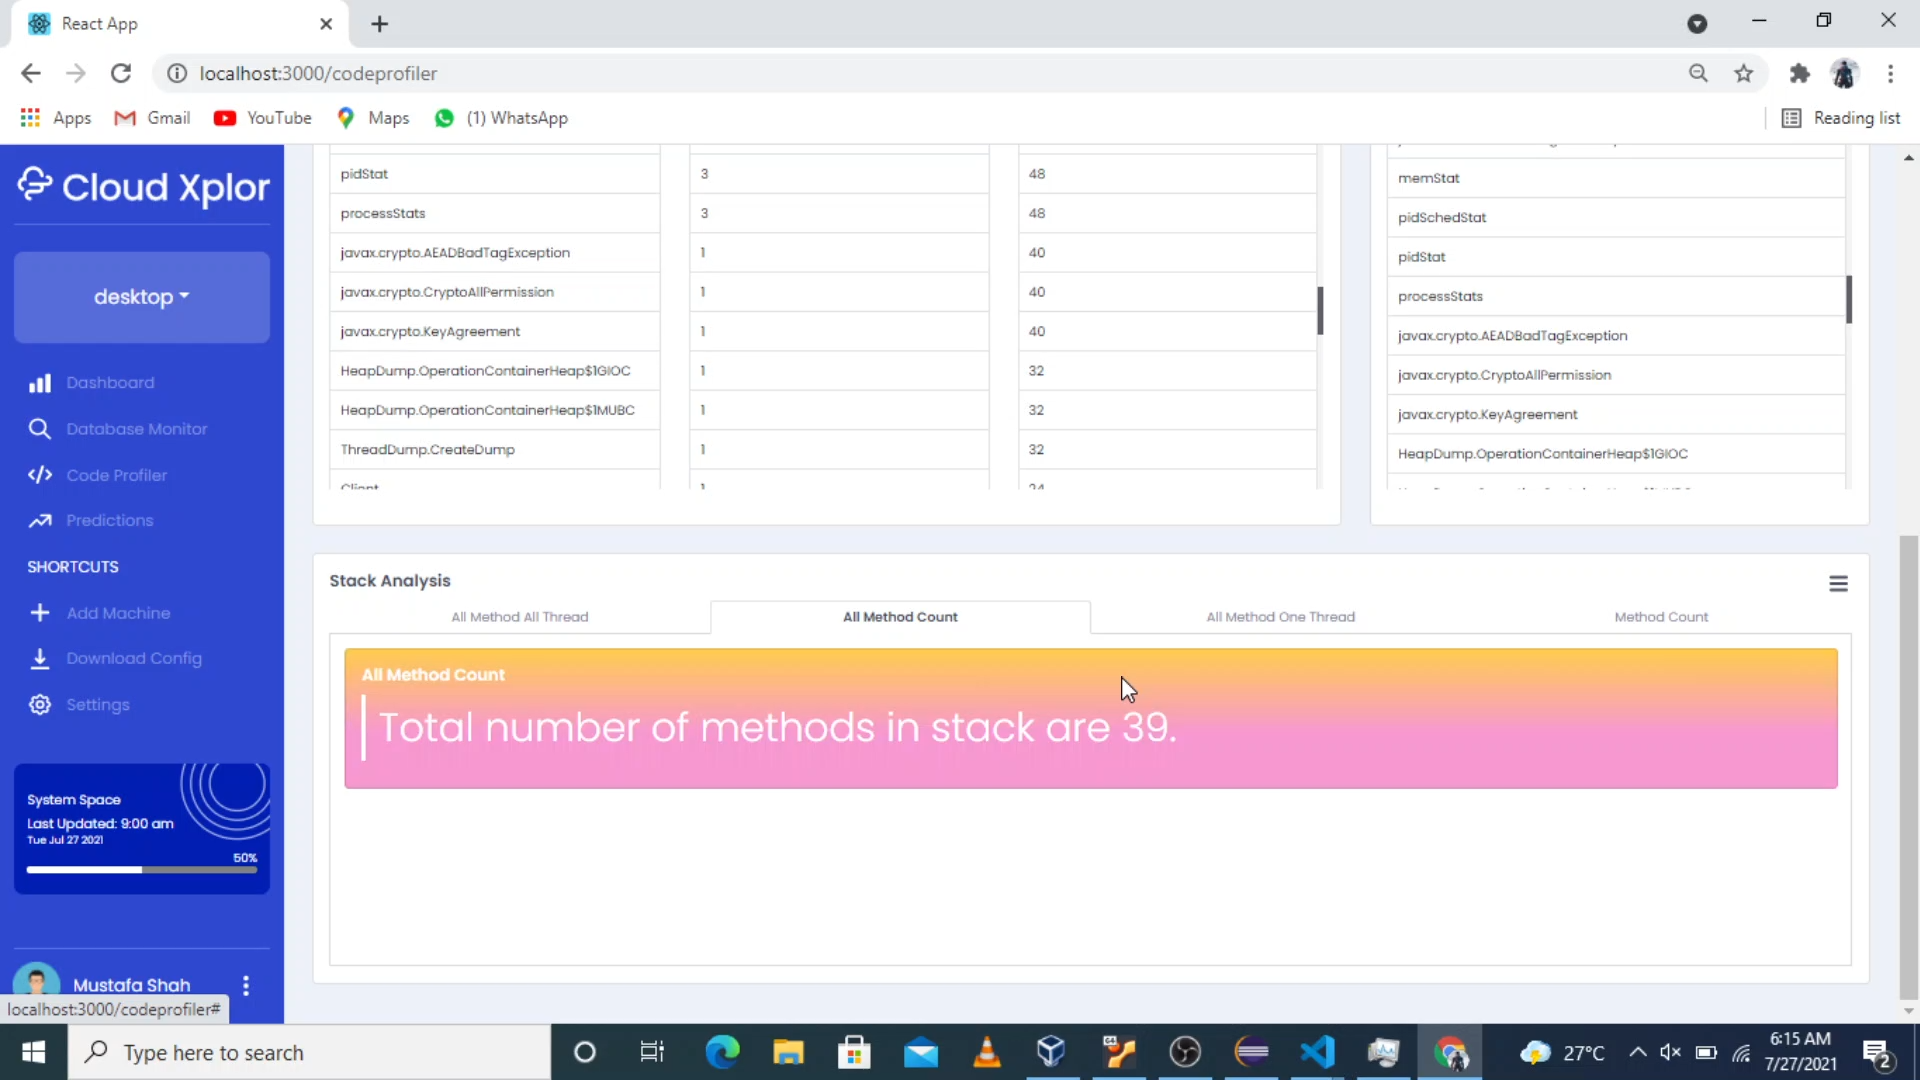 React App
localhost:3000/codeprofiler
Apps
Gmail
YouTube
Maps
(1) WhatsApp
Reading list
Cloud Xplor
desktop
Dashboard
Database Monitor
Code Profiler
Predictions
SHORTCUTS
Add Machine
Download Config
Settings
System Space
Last Updated: 9:00 am
Tue Jul 27 2021
50%
Mustafa Shah
localhost:3000/codeprofiler#
pidStat 3 48
processStats 3 48
javax.crypto.AEADBadTagException 1 40
javax.crypto.CryptoAllPermission 1 40
javax.crypto.KeyAgreement 1 40
HeapDump.OperationContainerHeap$1GIOC 1 32
HeapDump.OperationContainerHeap$1MUBC 1 32
ThreadDump.CreateDump 1 32
Client 1 24
memStat
pidSchedStat
pidStat
processStats
javax.crypto.AEADBadTagException
javax.crypto.CryptoAllPermission
javax.crypto.KeyAgreement
HeapDump.OperationContainerHeap$1GIOC
Stack Analysis
All Method All Thread
All Method Count
All Method One Thread
Method Count
All Method Count
Total number of methods in stack are 39.
Type here to search
64
27°C
6:15 AM
7/27/2021
2